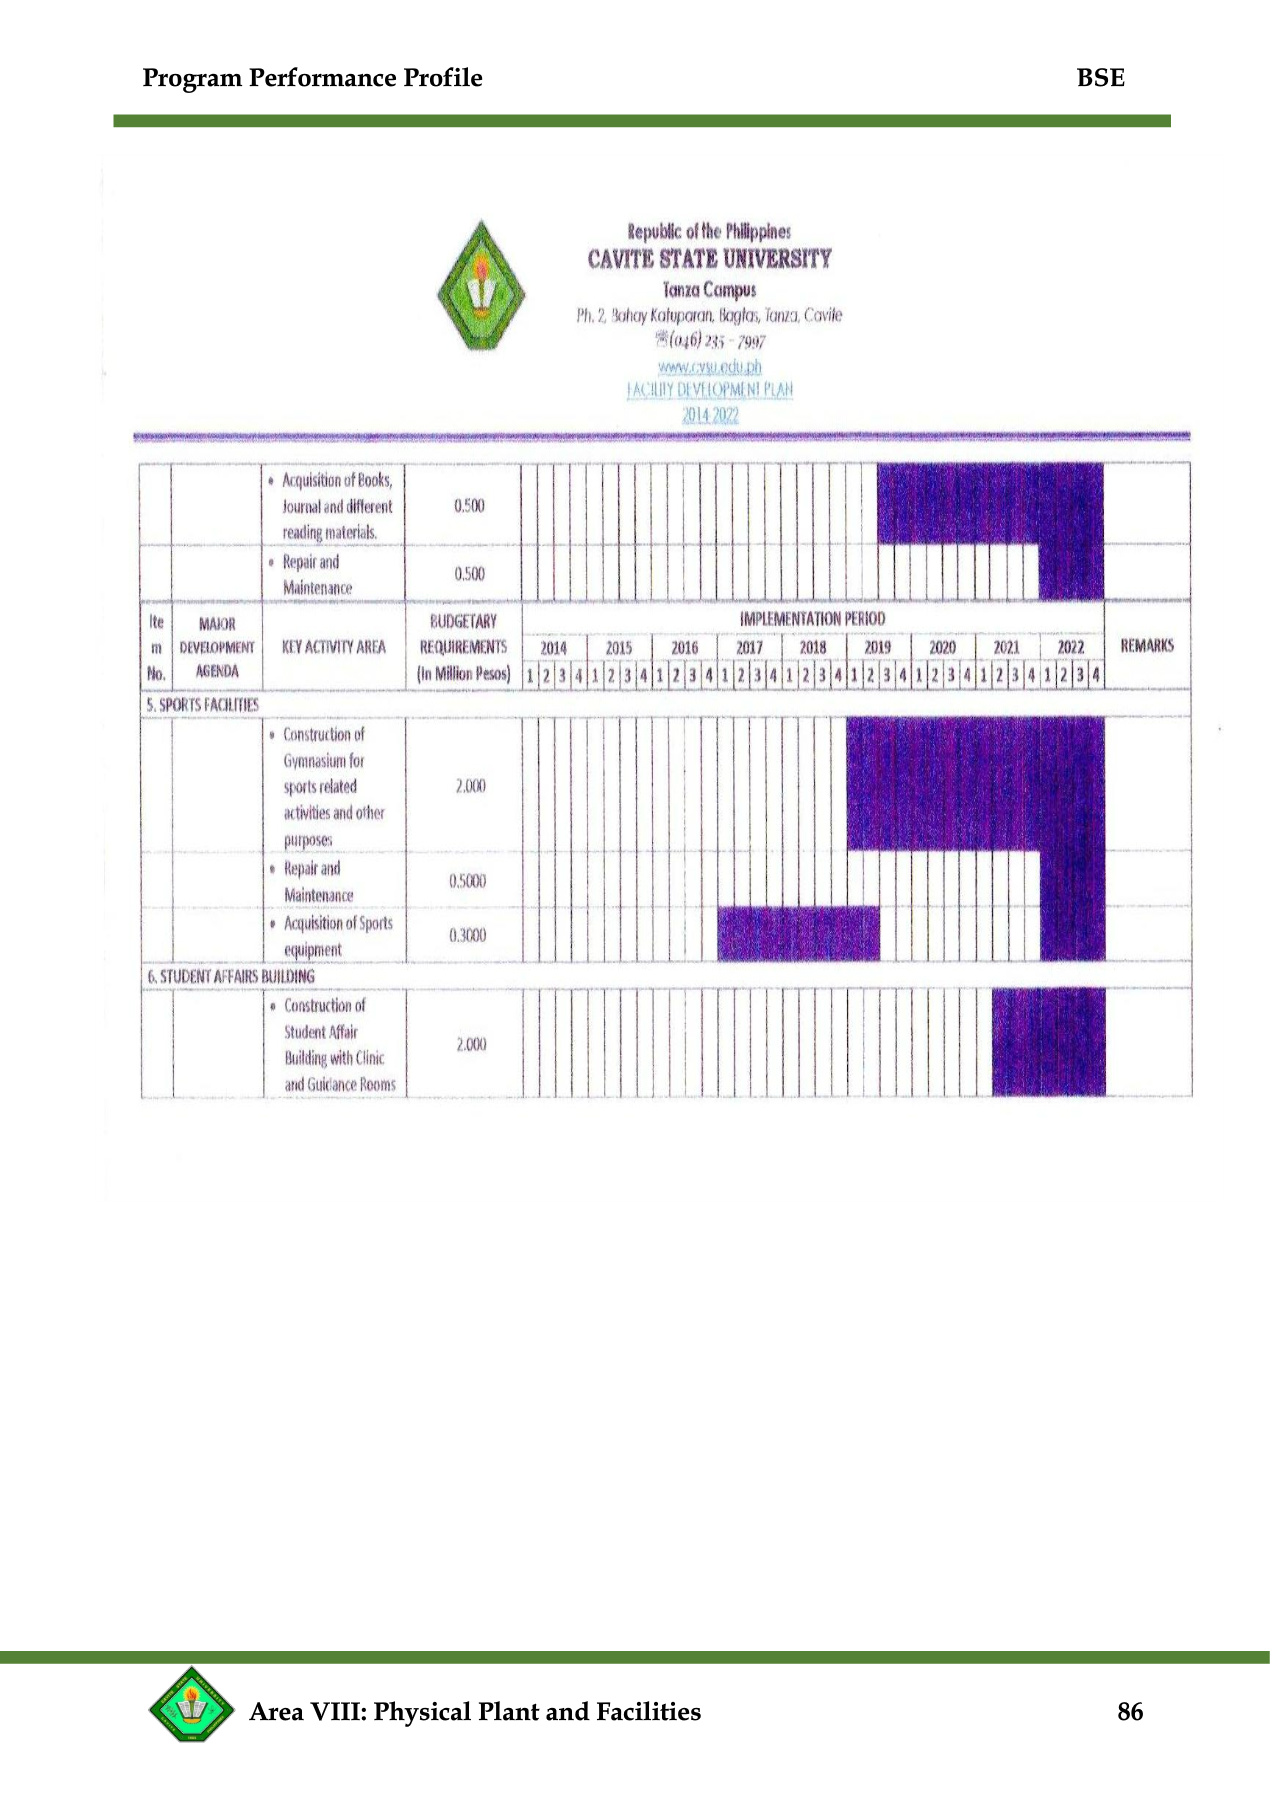 Program Performance Profile BSE
Republic of the Philippines
CAVITE STATE UNIVERSITY
Tanza Campus
Ph. 2, Bahay Katuparan, Bagtas, Tanza, Cavite
☏(046) 235 - 7997
www.cvsu.edu.ph
FACILITY DEVELOPMENT PLAN
2014-2022
• Acquisition of Books,
Journal and different
reading materials.
0.500
• Repair and
Maintenance
0.500
Ite
m
No.
MAJOR
DEVELOPMENT
AGENDA
KEY ACTIVITY AREA
BUDGETARY
REQUIREMENTS
(In Million Pesos)
IMPLEMENTATION PERIOD
2014 2015 2016 2017 2018 2019 2020 2021 2022
1 2 3 4 1 2 3 4 1 2 3 4 1 2 3 4 1 2 3 4 1 2 3 4 1 2 3 4 1 2 3 4 1 2 3 4
REMARKS
5. SPORTS FACILITIES
• Construction of
Gymnasium for
sports related
activities and other
purposes
2.000
• Repair and
Maintenance
0.5000
• Acquisition of Sports
equipment
0.3000
6. STUDENT AFFAIRS BUILDING
• Construction of
Student Affair
Building with Clinic
and Guidance Rooms
2.000
Area VIII: Physical Plant and Facilities 86